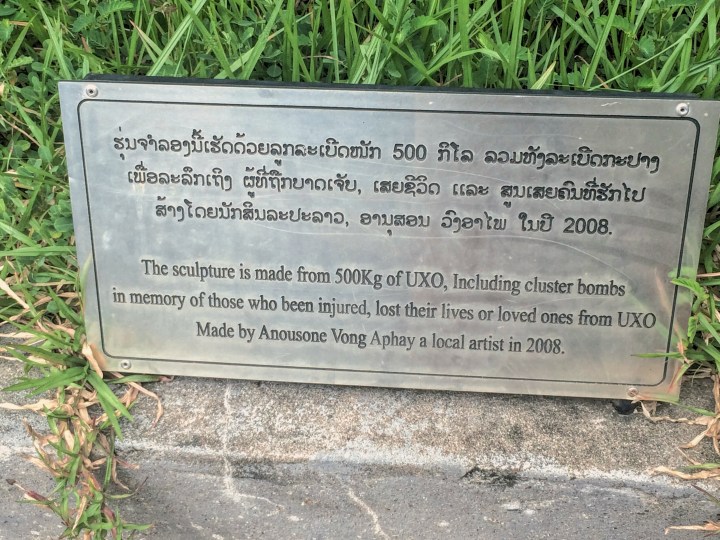 ຮຸ່ນຈຳລອງນີ້ເຮັດດ້ວຍລູກລະເບີດໜັກ 500 ກິໂລ ລວມທັງລະເບີດກະປາງ
ເພື່ອລະລຶກເຖິງ ຜູ້ທີ່ຖືກບາດເຈັບ, ເສຍຊີວິດ ແລະ ສູນເສຍຄົນທີ່ຮັກໄປ
ສ້າງໂດຍນັກສິນລະປະລາວ, ອານຸສອນ ວົງອາໄພ ໃນປີ 2008.
The sculpture is made from 500Kg of UXO, Including cluster bombs
in memory of those who been injured, lost their lives or loved ones from UXO
Made by Anousone Vong Aphay a local artist in 2008.